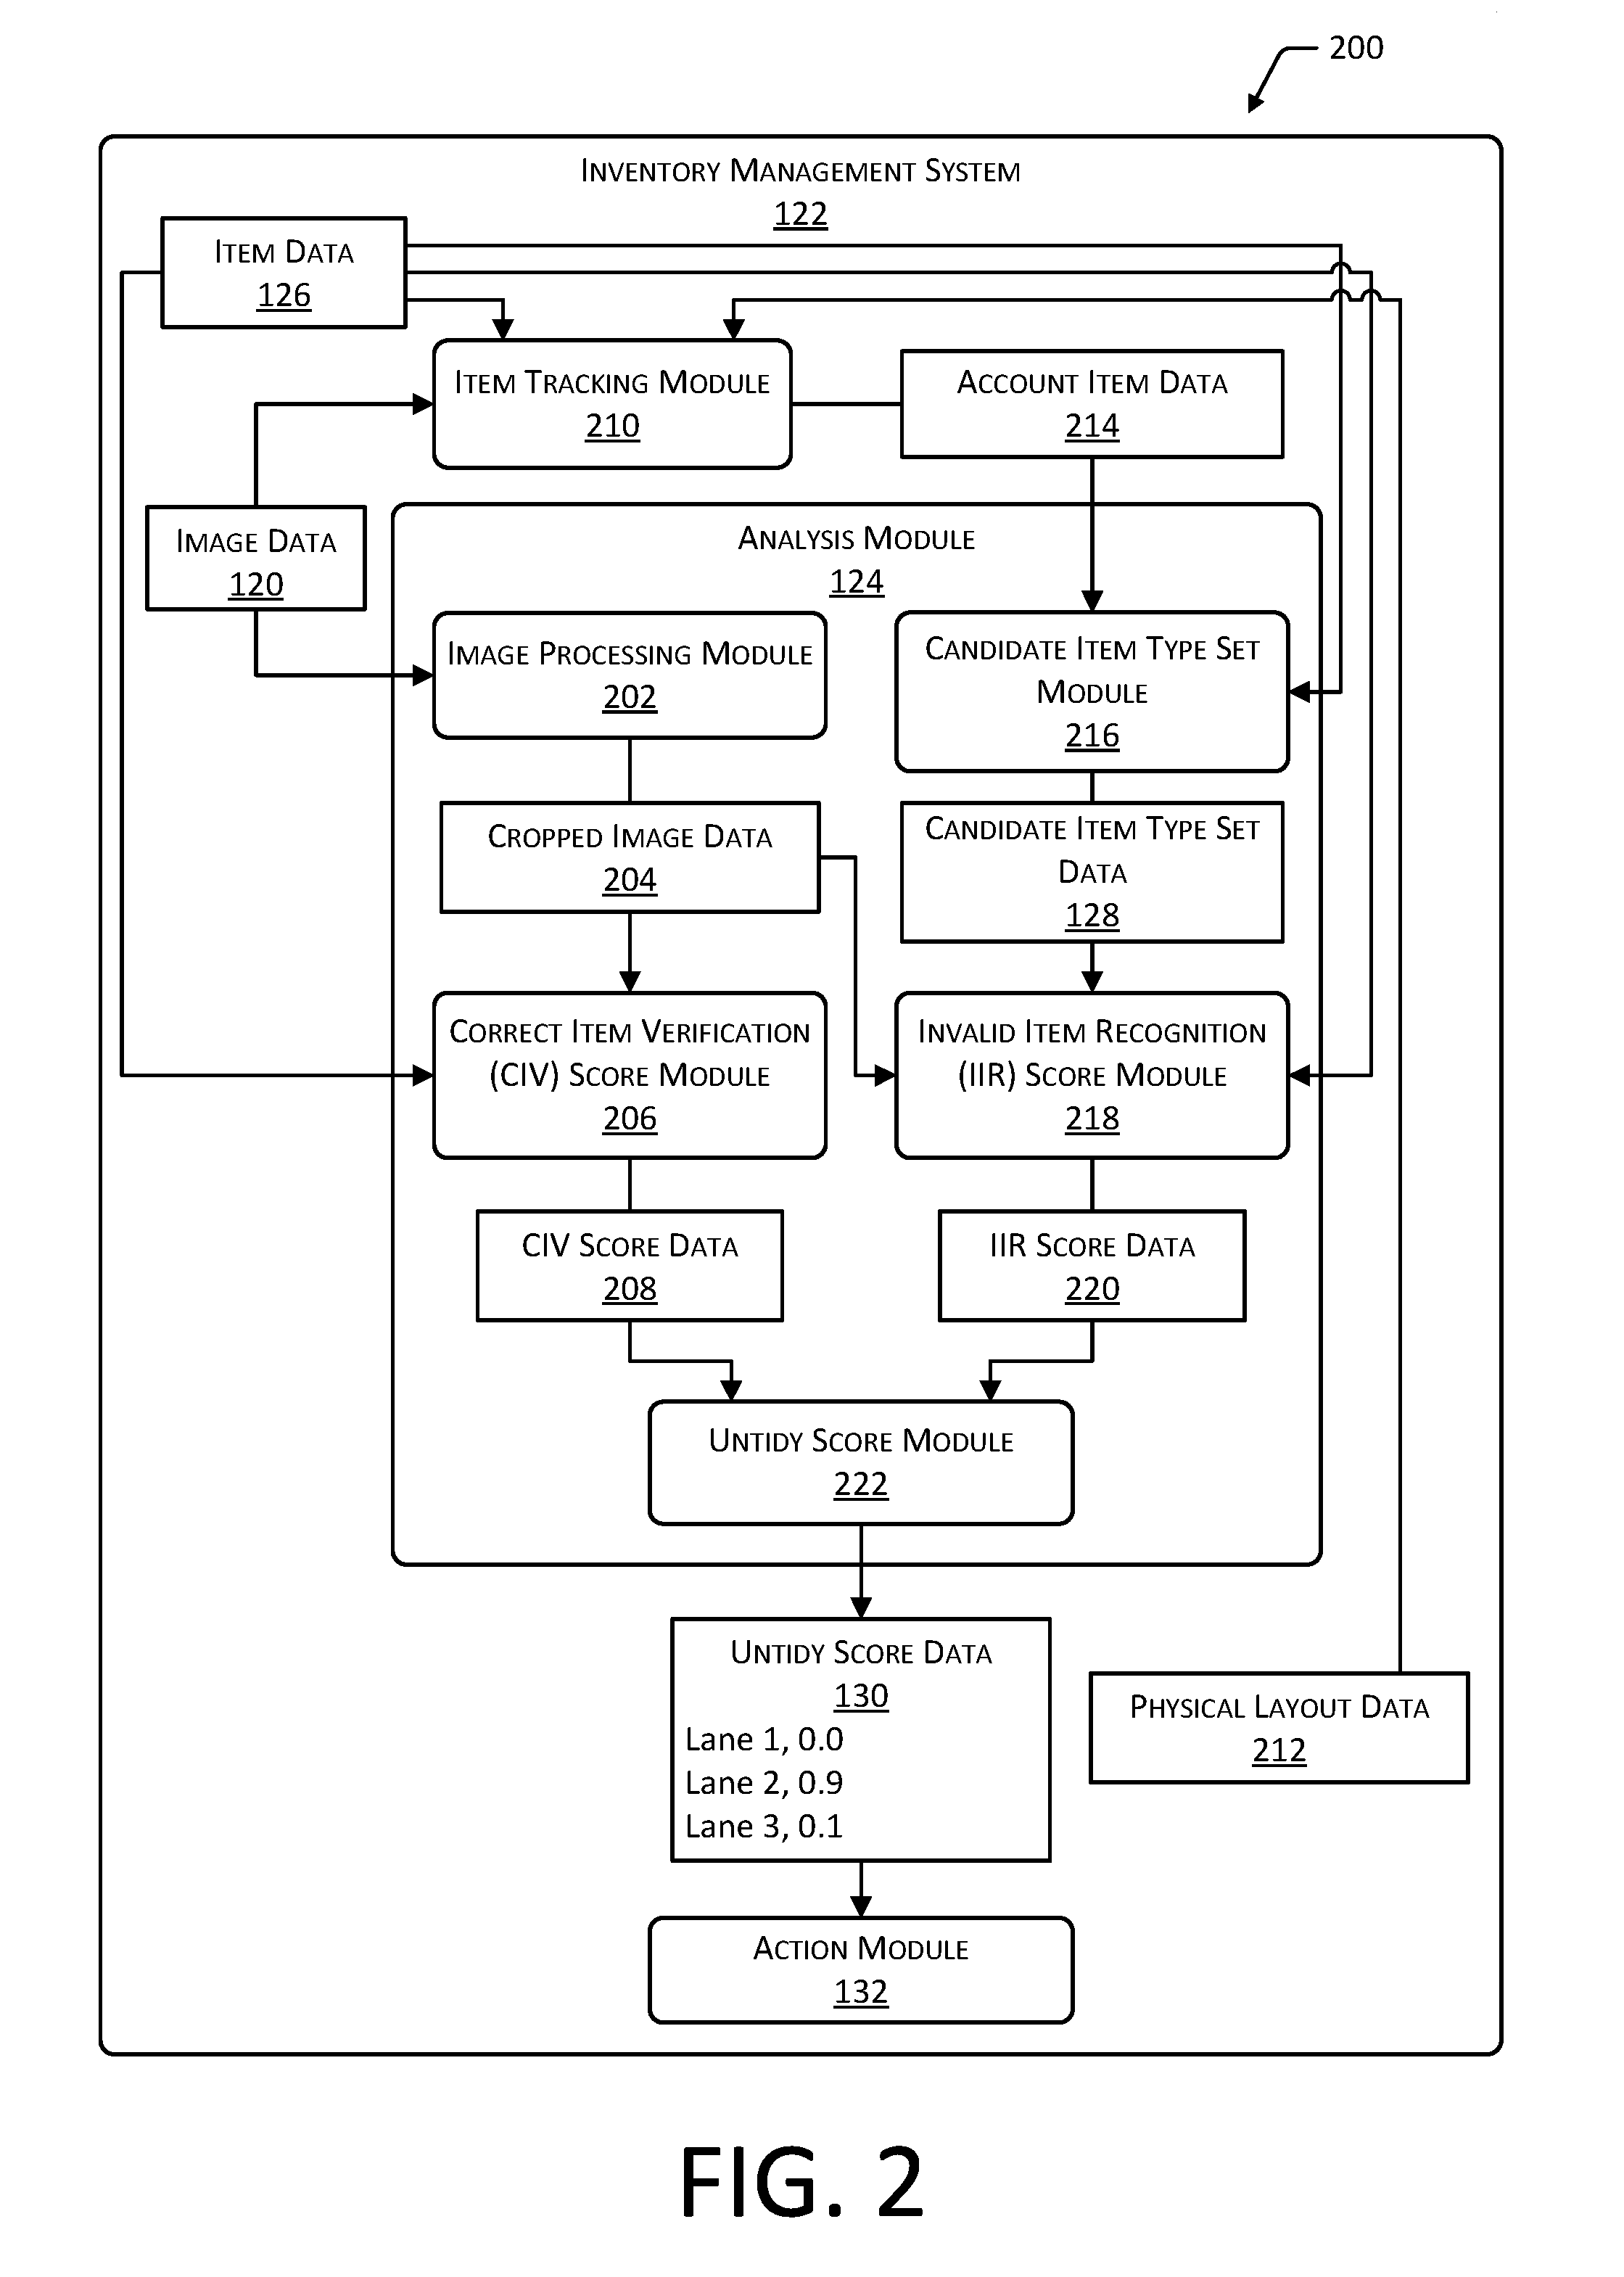 200
INVENTORY MANAGEMENT SYSTEM
122
ITEM DATA
126
ITEM TRACKING MODULE
210
ACCOUNT ITEM DATA
214
IMAGE DATA
120
ANALYSIS MODULE
124
IMAGE PROCESSING MODULE
202
CANDIDATE ITEM TYPE SET
MODULE
216
CROPPED IMAGE DATA
204
CANDIDATE ITEM TYPE SET
DATA
128
CORRECT ITEM VERIFICATION
(CIV) SCORE MODULE
206
INVALID ITEM RECOGNITION
(IIR) SCORE MODULE
218
CIV SCORE DATA
208
IIR SCORE DATA
220
UNTIDY SCORE MODULE
222
UNTIDY SCORE DATA
130
Lane 1, 0.0
Lane 2, 0.9
Lane 3, 0.1
PHYSICAL LAYOUT DATA
212
ACTION MODULE
132
FIG. 2